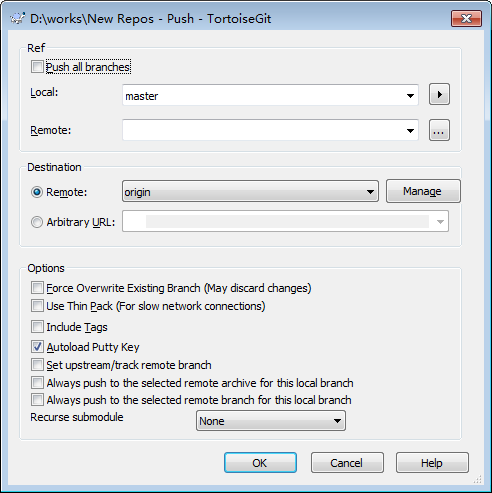 D:\works\New Repos - Push - TortoiseGit
Ref
Push all branches
Local:
master
Remote:
...
Destination
Remote:
origin
Manage
Arbitrary URL:
Options
Force Overwrite Existing Branch (May discard changes)
Use Thin Pack (For slow network connections)
Include Tags
Autoload Putty Key
Set upstream/track remote branch
Always push to the selected remote archive for this local branch
Always push to the selected remote branch for this local branch
Recurse submodule
None
OK
Cancel
Help